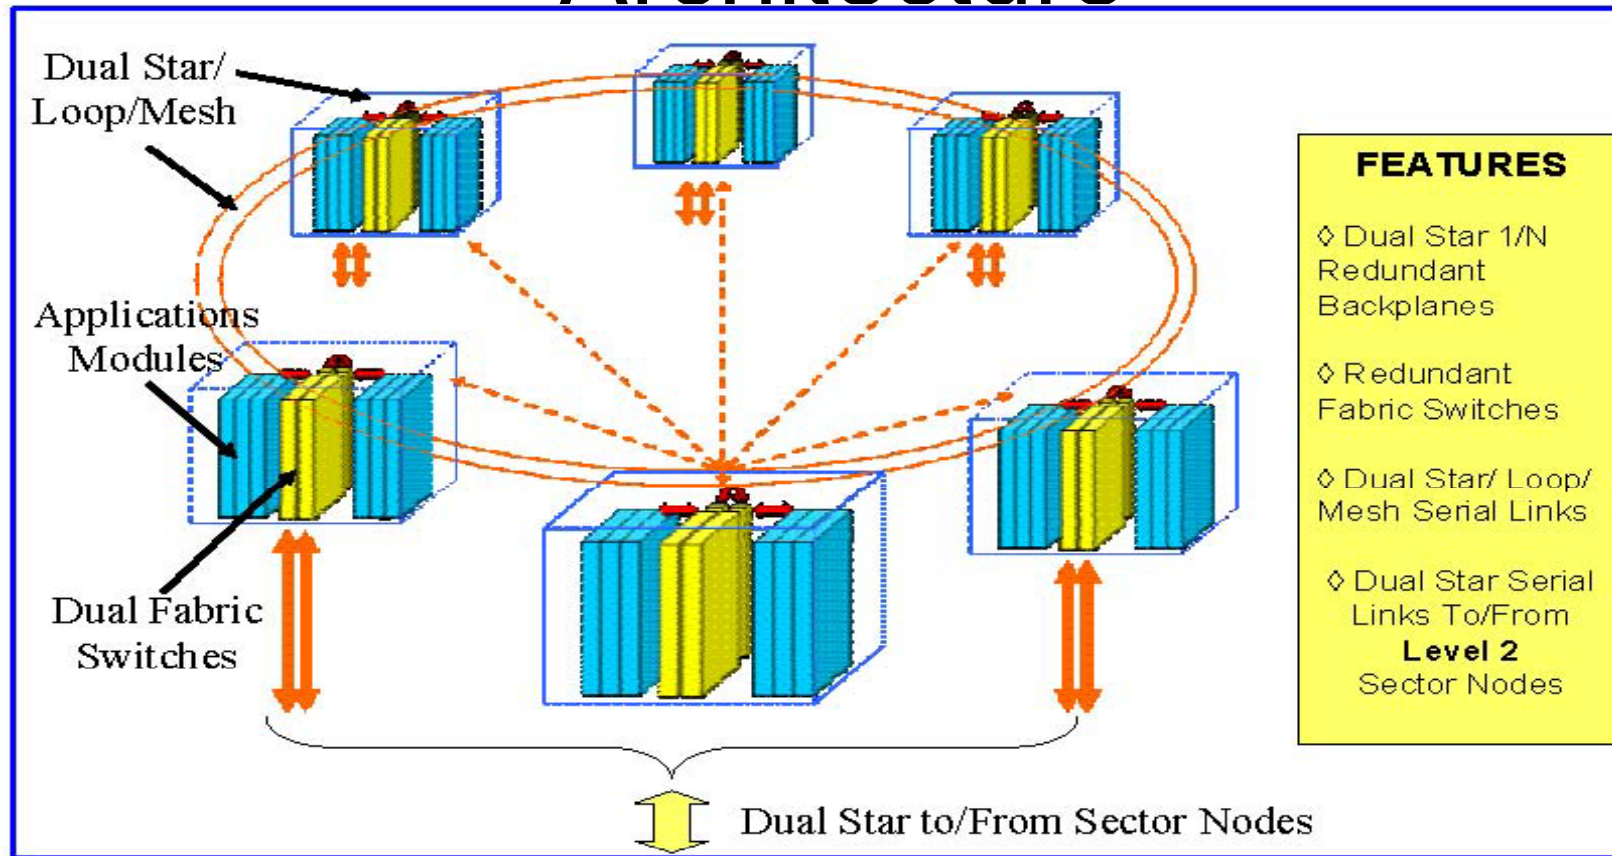 Architecture
Dual Star/
Loop/Mesh
Applications
Modules
Dual Fabric
Switches
Dual Star to/From Sector Nodes
FEATURES
◊ Dual Star 1/N
Redundant
Backplanes
◊ Redundant
Fabric Switches
◊ Dual Star/ Loop/
Mesh Serial Links
◊ Dual Star Serial
Links To/From
Level 2
Sector Nodes